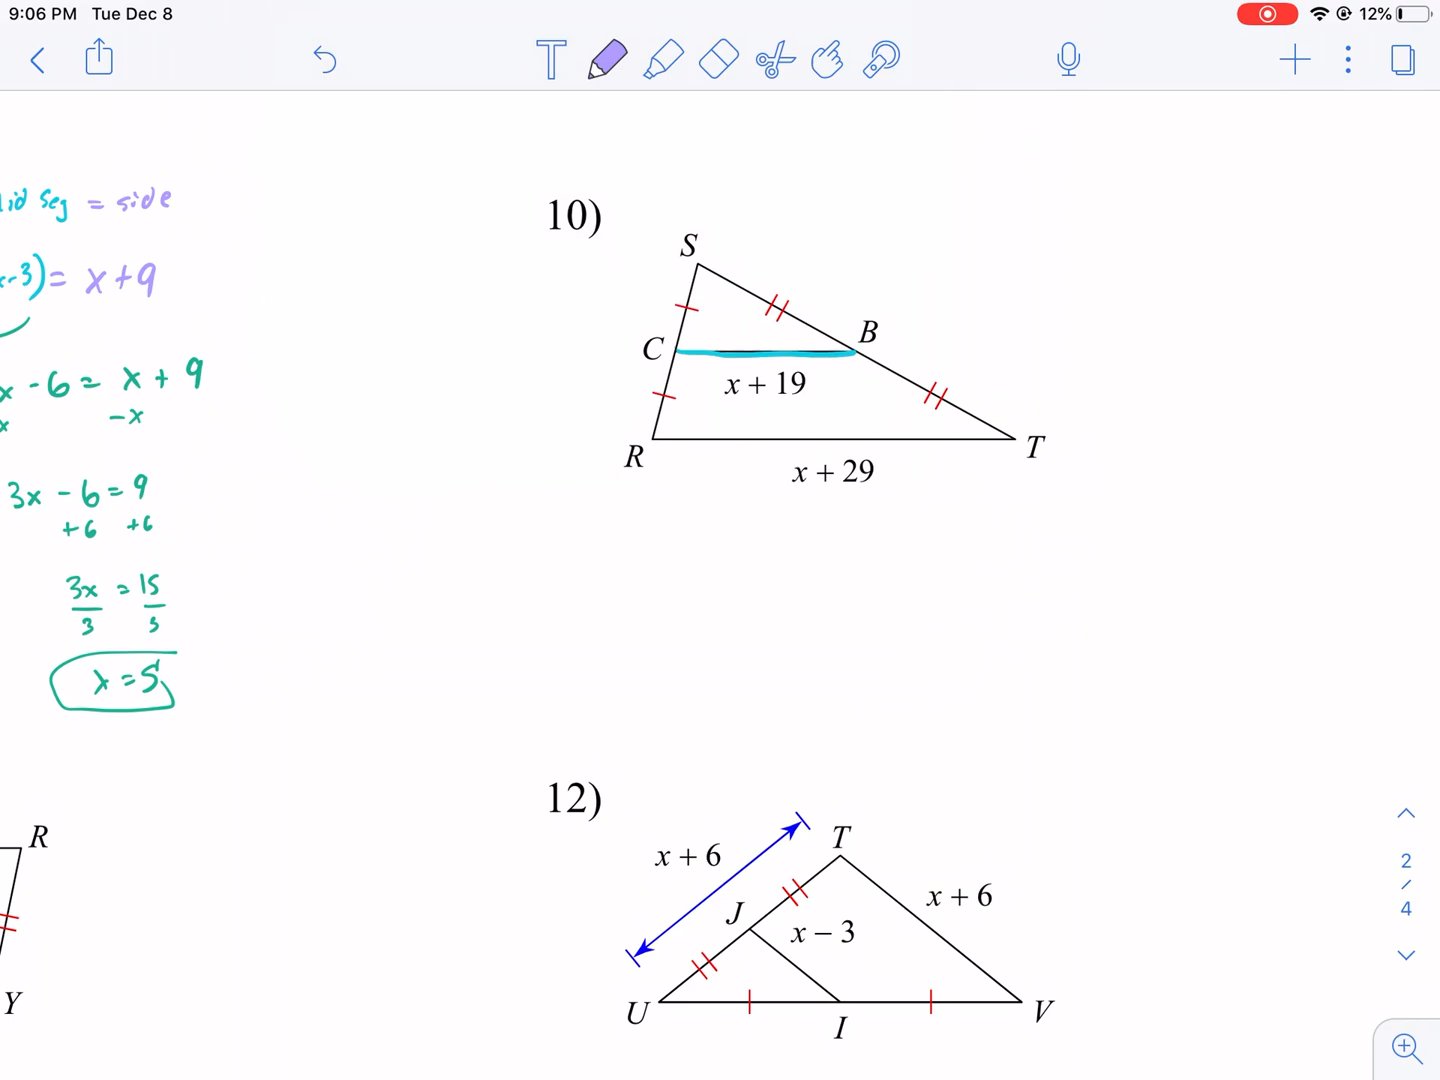 9:06 PM Tue Dec 8
12%
T
id seg = side
-3) = x+9
x - 6 = x + 9
x -x
3x - 6 = 9
+6 +6
3x = 15
3 3
x = 5
R
Y
10)
S
B
C
x + 19
R
T
x + 29
12)
T
x + 6
x + 6
J
x − 3
U
V
I
2
/
4